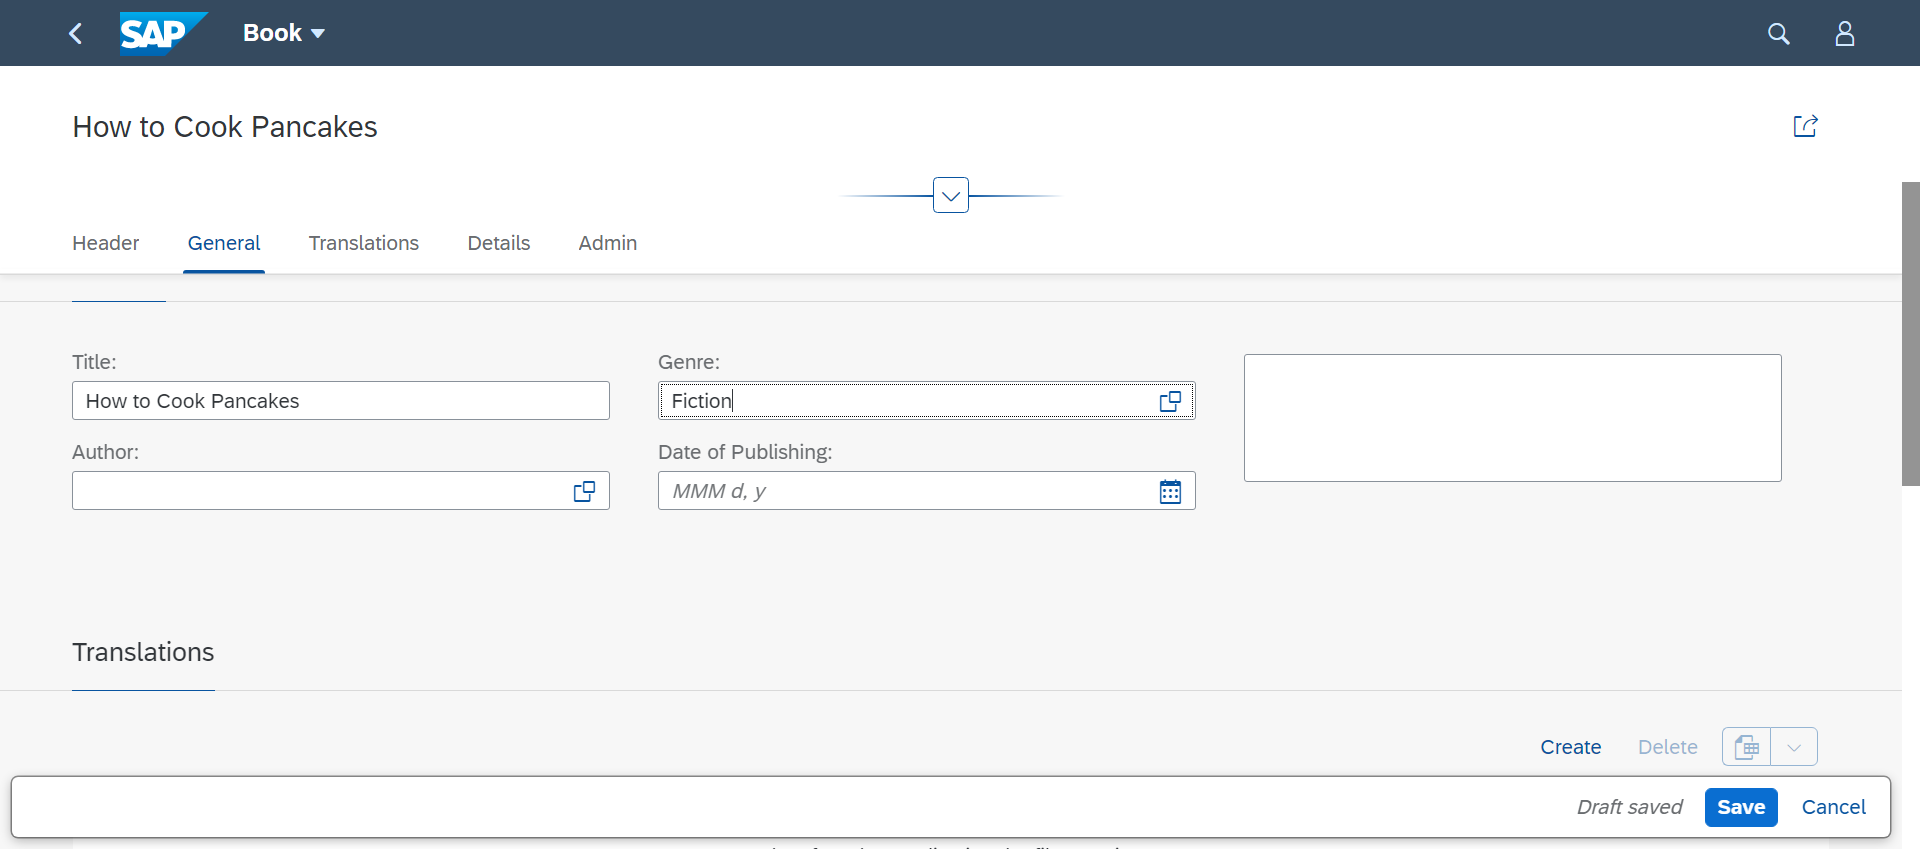 SAP Book
How to Cook Pancakes
Header General Translations Details Admin
Title: Genre:
How to Cook Pancakes Fiction
Author: Date of Publishing:
MMM d, y
Translations
Create Delete
Draft saved Save Cancel